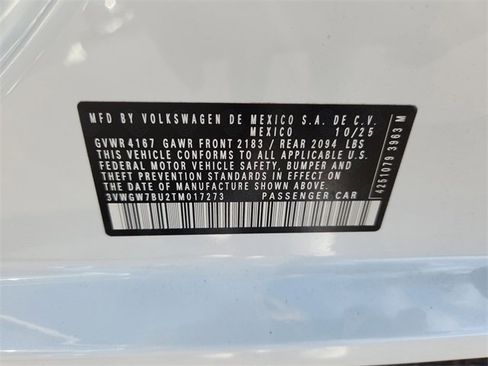 MFD BY VOLKSWAGEN DE MEXICO S.A. DE C.V.
MEXICO 10/25
GVWR 4167 GAWR FRONT 2183 / REAR 2094 LBS
THIS VEHICLE CONFORMS TO ALL APPLICABLE U.S.
FEDERAL MOTOR VEHICLE SAFETY, BUMPER AND
THEFT PREVENTION STANDARDS IN EFFECT ON
THE DATE OF MANUFACTURE SHOWN ABOVE.
3VWGW7BU2TM017273 PASSENGER CAR
4251079 3963 M